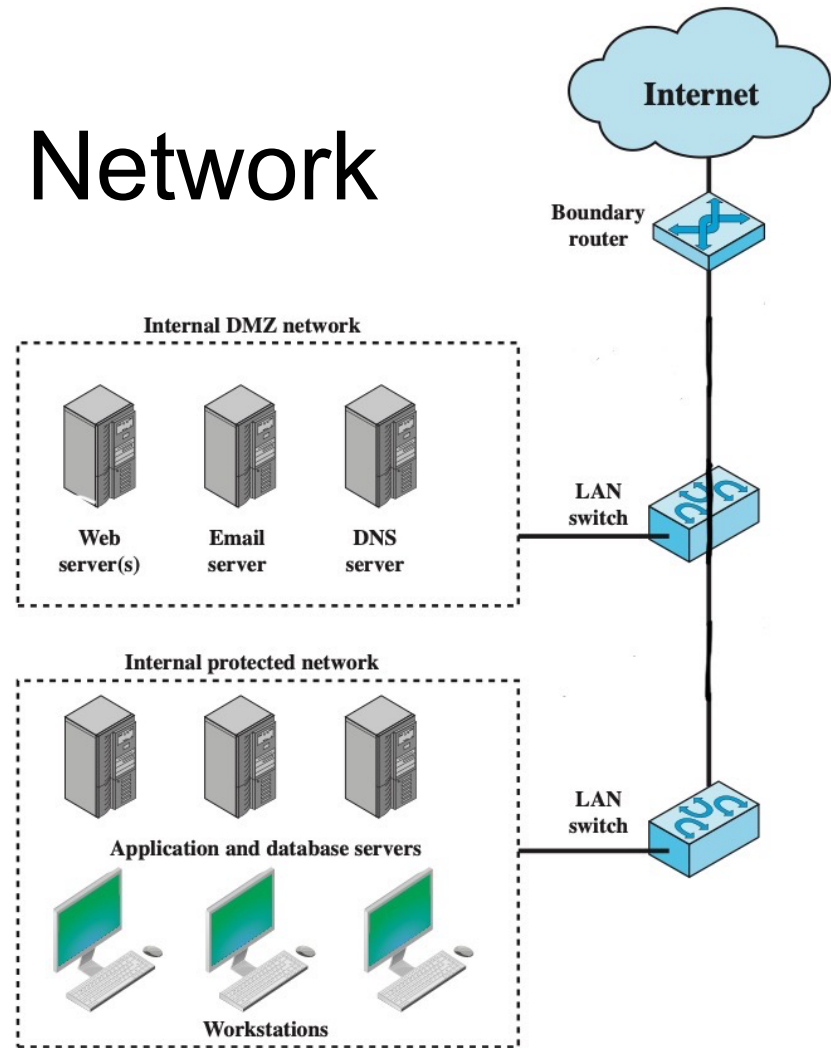 Network
Internet
Boundary
router
Internal DMZ network
Web
server(s)
Email
server
DNS
server
LAN
switch
Internal protected network
Application and database servers
LAN
switch
Workstations